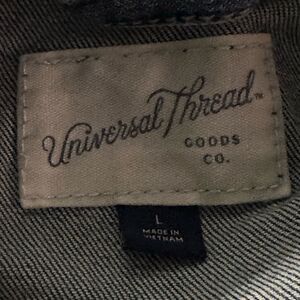 Universal Thread™
GOODS
CO.
L
MADE IN
VIETNAM